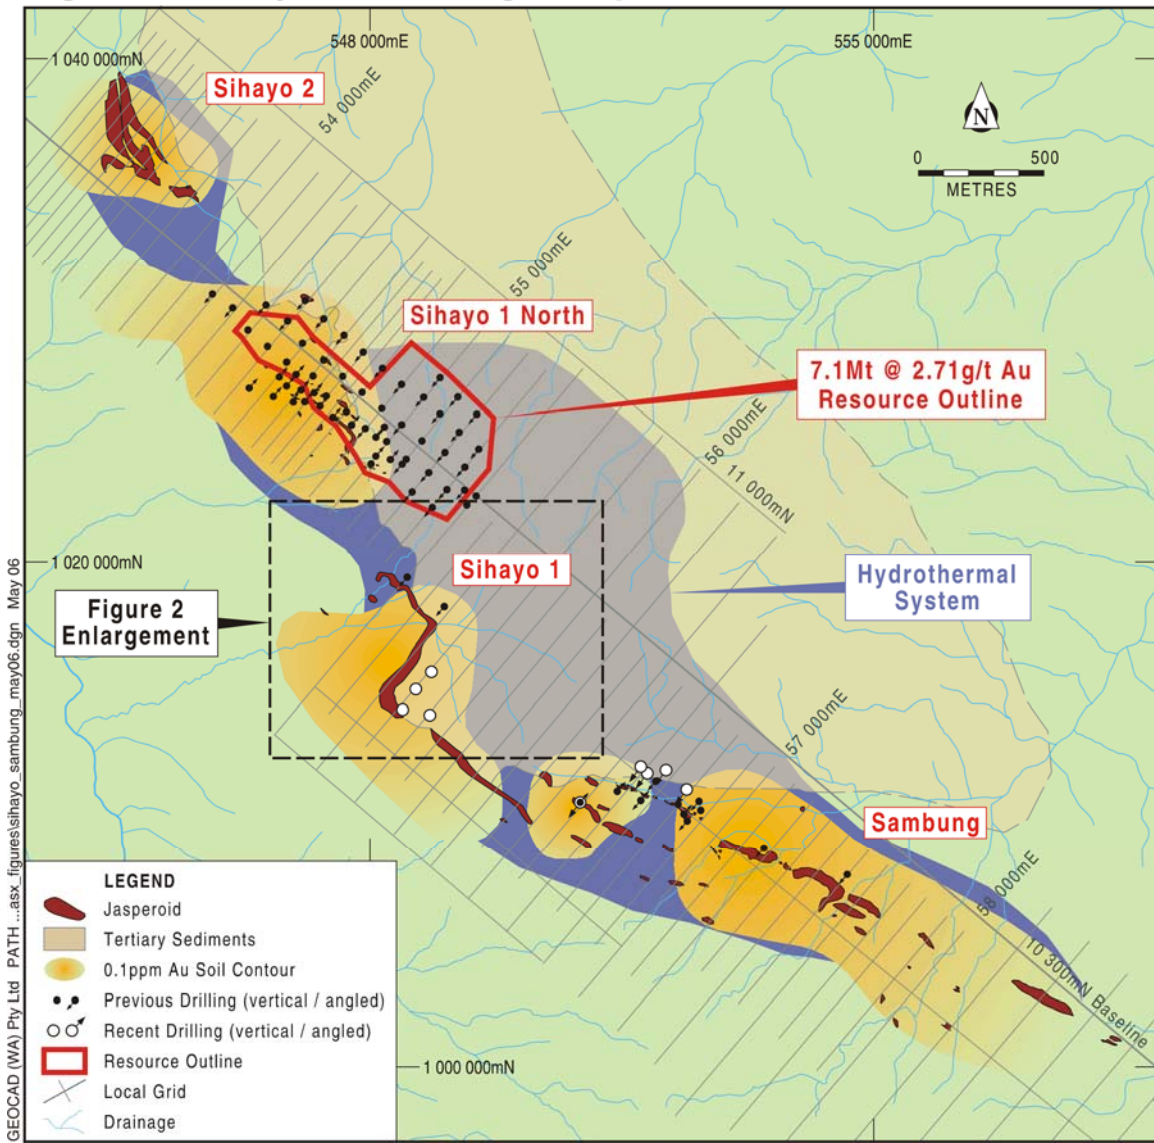 548 000mE
555 000mE
1 040 000mN
Sihayo 2
54 000mE
N
0 500
METRES
55 000mE
Sihayo 1 North
7.1Mt @ 2.71g/t Au
Resource Outline
56 000mE
11 000mN
1 020 000mN
Sihayo 1
Hydrothermal
System
Figure 2
Enlargement
57 000mE
Sambung
58 000mE
10 300mN Baseline
1 000 000mN
LEGEND
Jasperoid
Tertiary Sediments
0.1ppm Au Soil Contour
Previous Drilling (vertical / angled)
Recent Drilling (vertical / angled)
Resource Outline
Local Grid
Drainage
GEOCAD (WA) Pty Ltd PATH ...asx_figures\sihayo_sambung_may06.dgn May 06